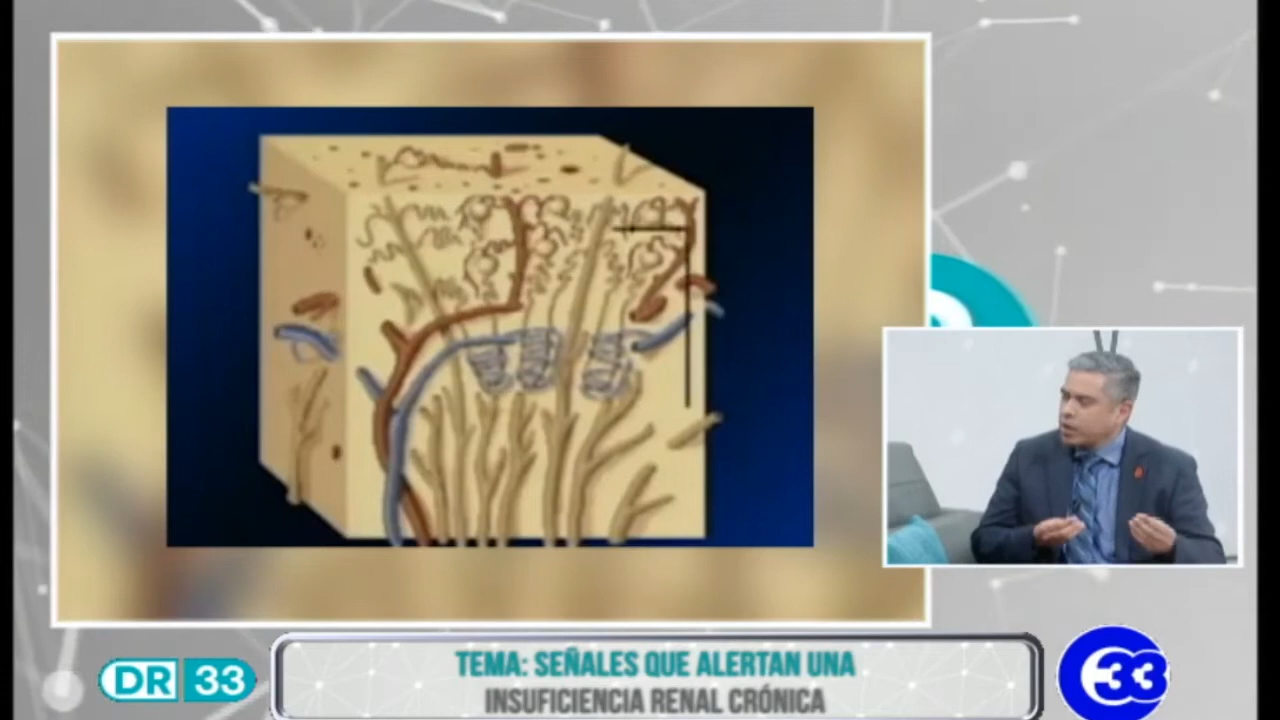 DR 33
TEMA: SEÑALES QUE ALERTAN UNA
INSUFICIENCIA RENAL CRÓNICA
33